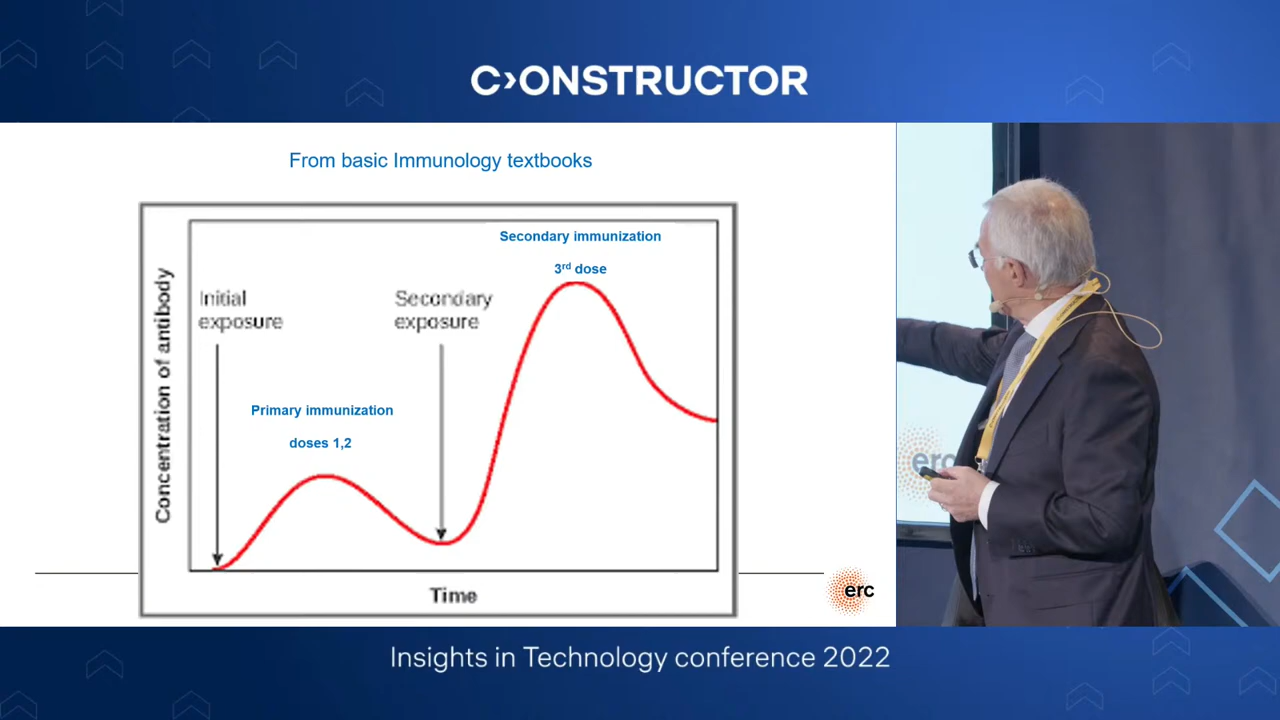 C›ONSTRUCTOR
From basic Immunology textbooks
Secondary immunization
3rd dose
Initial
exposure
Secondary
exposure
Primary immunization
doses 1,2
Concentration of antibody
Time
erc
erc
Insights in Technology conference 2022